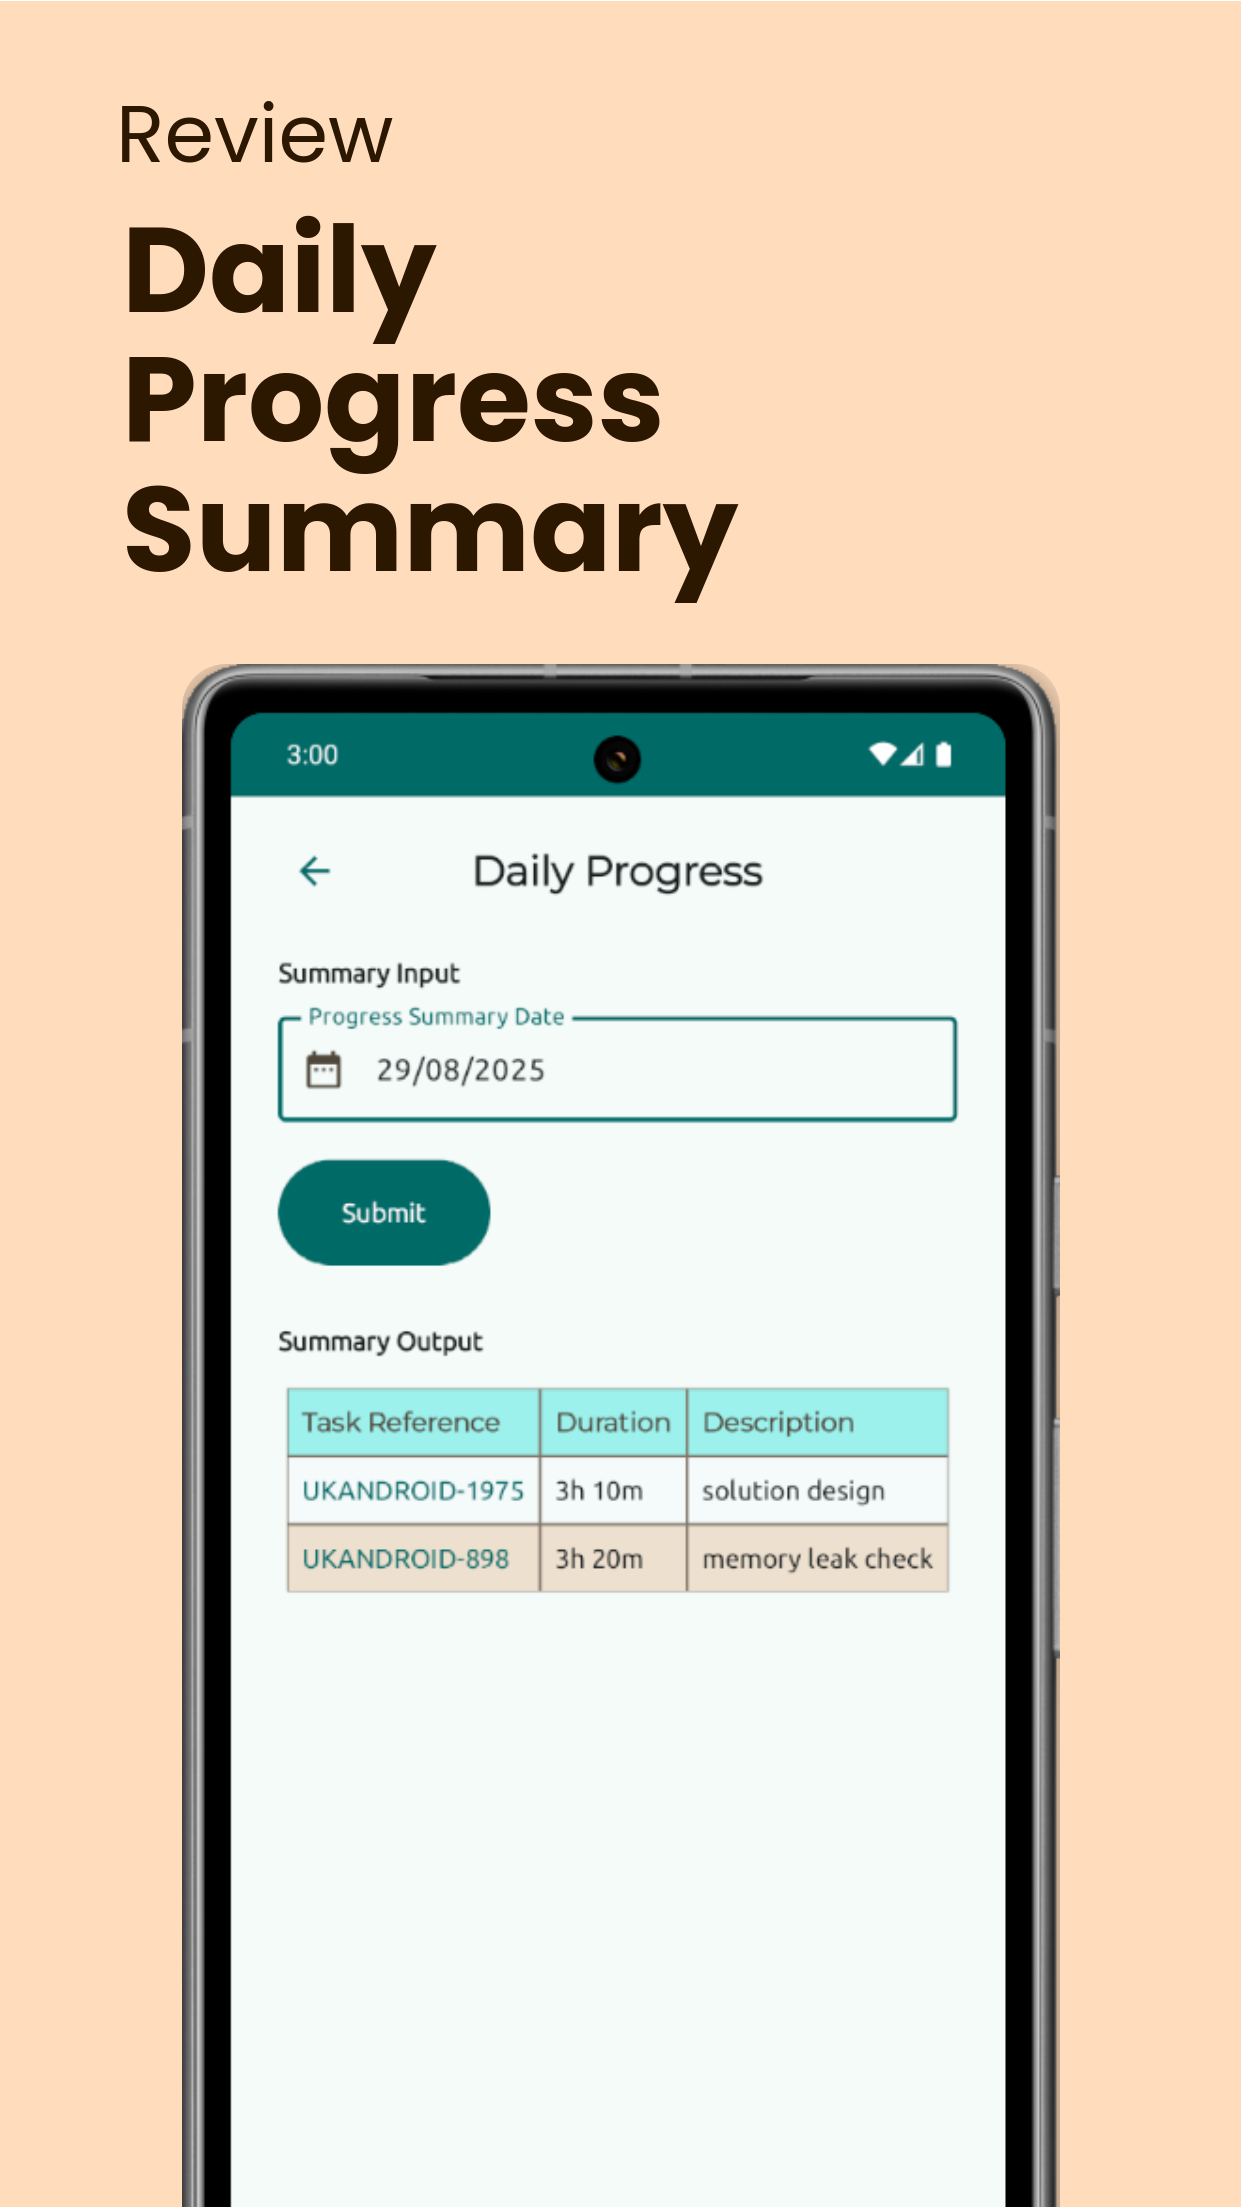 Review
Daily
Progress
Summary
3:00
Daily Progress
Summary Input
Progress Summary Date
29/08/2025
Submit
Summary Output
Task Reference Duration Description
UKANDROID-1975 3h 10m solution design
UKANDROID-898 3h 20m memory leak check